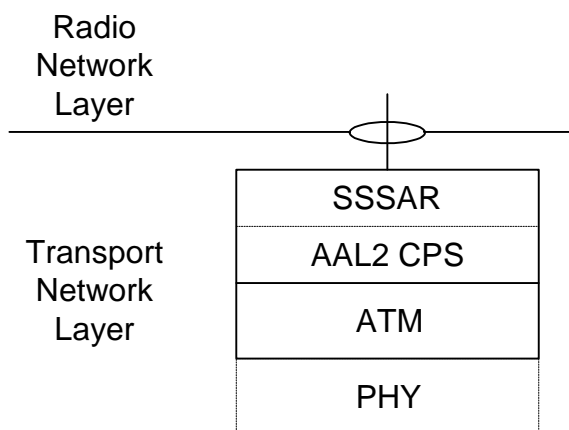 Radio
Network
Layer
SSSAR
AAL2 CPS
Transport
Network
Layer
ATM
PHY